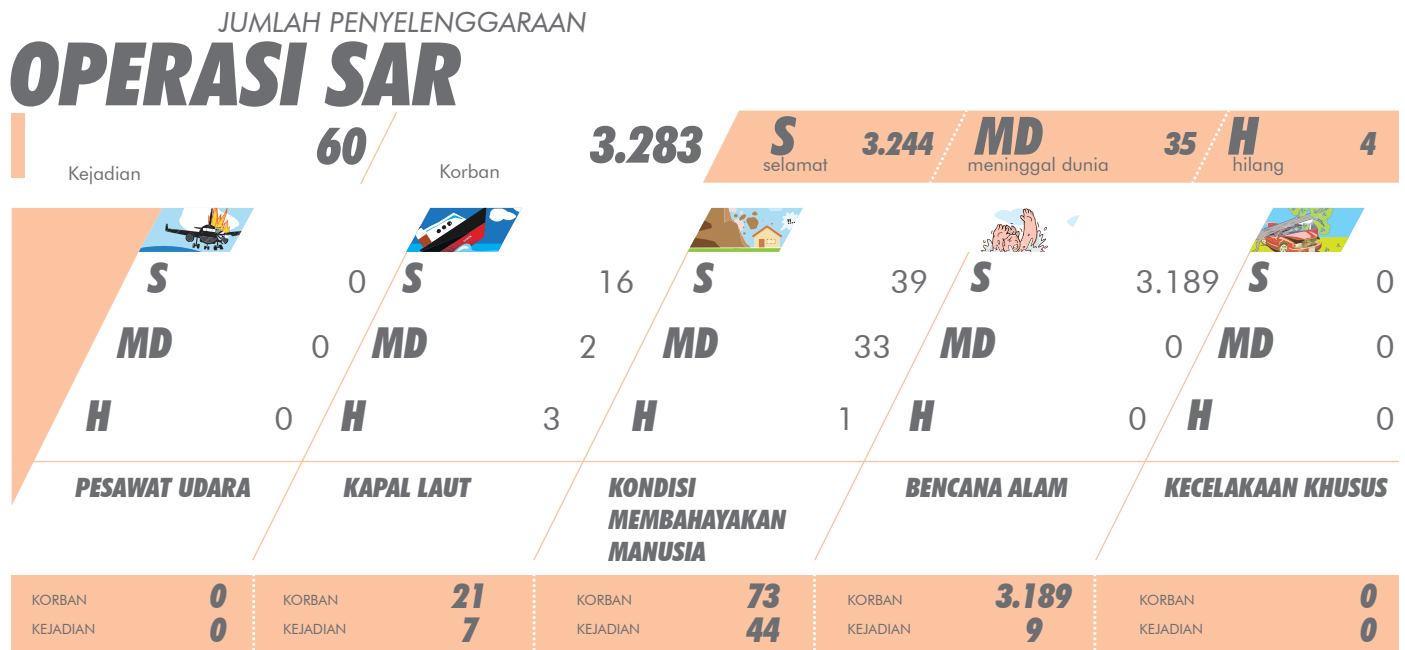 JUMLAH PENYELENGGARAAN
OPERASI SAR
Kejadian 60
Korban 3.283
S selamat 3.244
MD meninggal dunia 35
H hilang 4
!!..
S 0 S 16 S 39 S 3.189 S 0
MD 0 MD 2 MD 33 MD 0 MD 0
H 0 H 3 H 1 H 0 H 0
PESAWAT UDARA
KAPAL LAUT
KONDISI
MEMBAHAYAKAN
MANUSIA
BENCANA ALAM
KECELAKAAN KHUSUS
KORBAN 0 KORBAN 21 KORBAN 73 KORBAN 3.189 KORBAN 0
KEJADIAN 0 KEJADIAN 7 KEJADIAN 44 KEJADIAN 9 KEJADIAN 0